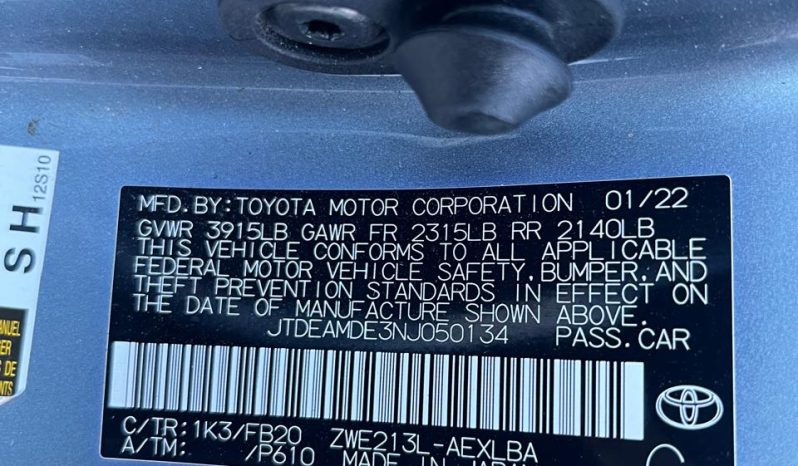 MFD.BY:TOYOTA MOTOR CORPORATION 01/22
GVWR 3915LB GAWR FR 2315LB RR 2140LB
THIS VEHICLE CONFORMS TO ALL APPLICABLE
FEDERAL MOTOR VEHICLE SAFETY,BUMPER,AND
THEFT PREVENTION STANDARDS IN EFFECT ON
THE DATE OF MANUFACTURE SHOWN ABOVE.
JTDEAMDE3NJ050134 PASS.CAR
C/TR:1K3/FB20 ZWE213L-AEXLBA
A/TM: /P610 MADE IN JAPAN
SH
12S10